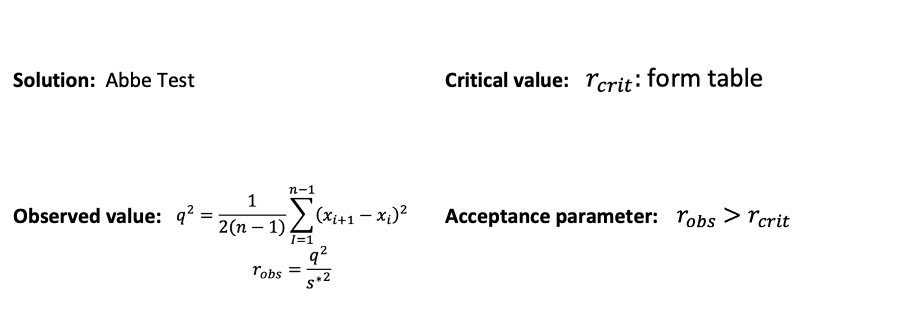 Solution: Abbe Test
Critical value: r_crit: form table
Observed value: q² = 1/(2(n − 1)) ∑_{I=1}^{n−1} (x_{i+1} − x_i)²
r_obs = q²/s*²
Acceptance parameter: r_obs > r_crit